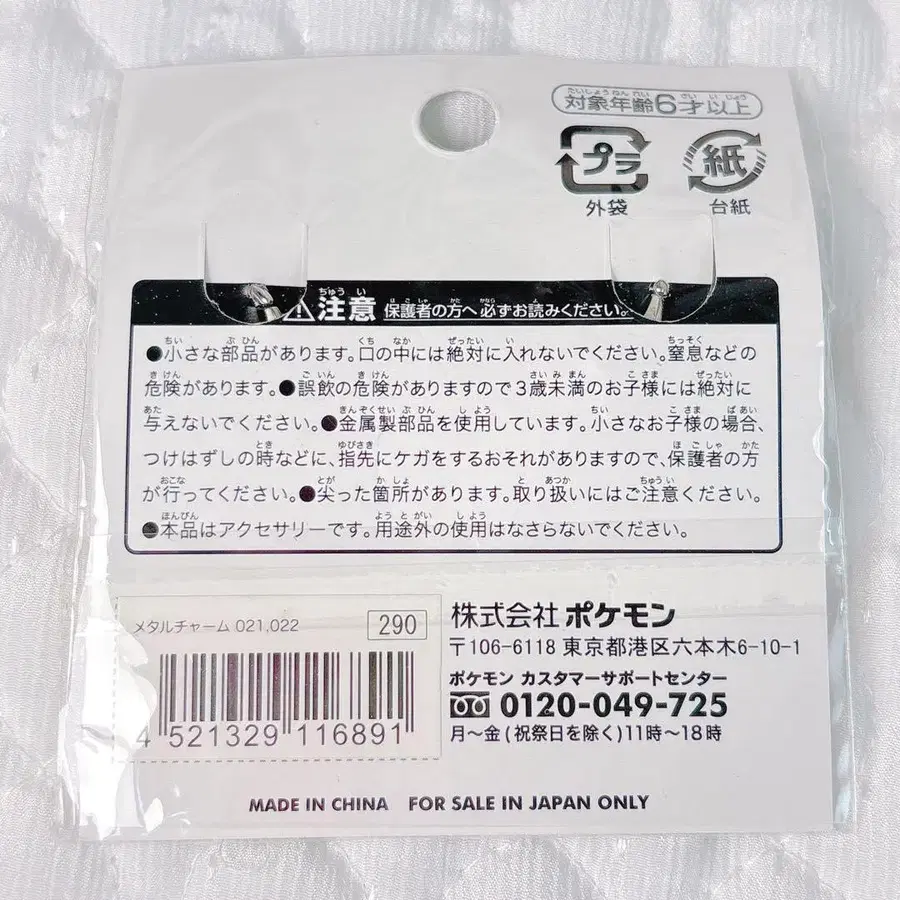 対象年齢6才以上
プラ 紙
外袋 台紙
注意 保護者の方へ 必ずお読みください。
●小さな部品があります。口の中には絶対に入れないでください。窒息などの
危険があります。●誤飲の危険がありますので3歳未満のお子様には絶対に
与えないでください。●金属製部品を使用しています。小さなお子様の場合、
つけはずしの時などに、指先にケガをするおそれがありますので、保護者の方
が行ってください。●尖った箇所があります。取り扱いにはご注意ください。
●本品はアクセサリーです。用途外の使用はなさらないでください。
メタルチャーム 021,022 290
4 521329 116891
株式会社 ポケモン
〒106-6118 東京都港区六本木6-10-1
ポケモン カスタマーサポートセンター
0120-049-725
月〜金(祝祭日を除く)11時〜18時
MADE IN CHINA FOR SALE IN JAPAN ONLY